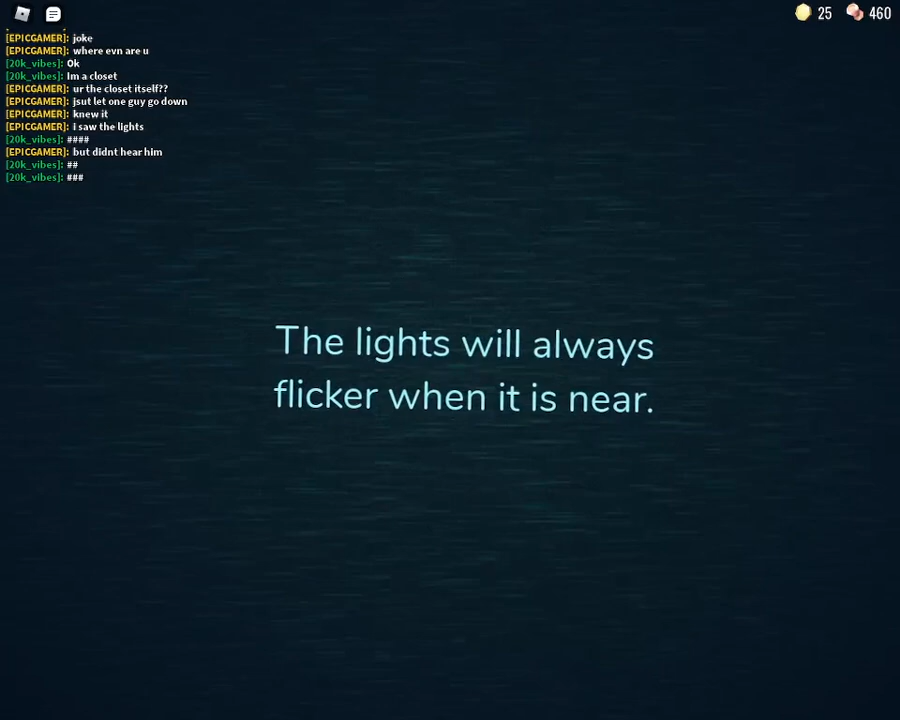 25 460
[EPICGAMER]: joke
[EPICGAMER]: where evn are u
[20k_vibes]: Ok
[20k_vibes]: Im a closet
[EPICGAMER]: ur the closet itself??
[EPICGAMER]: jsut let one guy go down
[EPICGAMER]: knew it
[EPICGAMER]: i saw the lights
[20k_vibes]: ####
[EPICGAMER]: but didnt hear him
[20k_vibes]: ##
[20k_vibes]: ###
The lights will always
flicker when it is near.